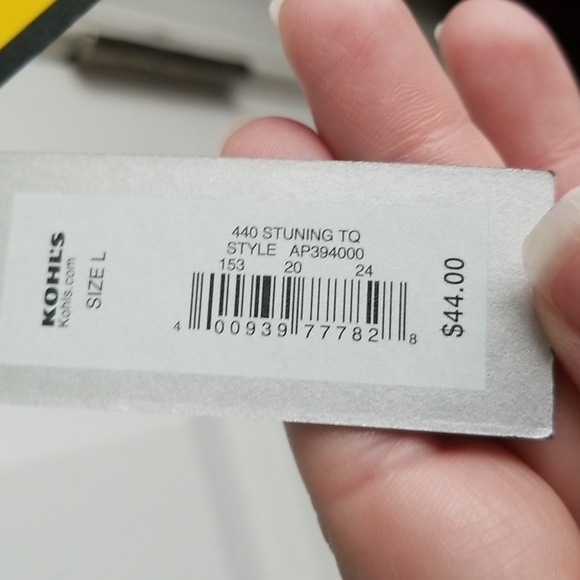 KOHL'S
Kohls.com
SIZE L
440 STUNING TQ
STYLE AP394000
153 20 24
4 00939 77782 8
$44.00